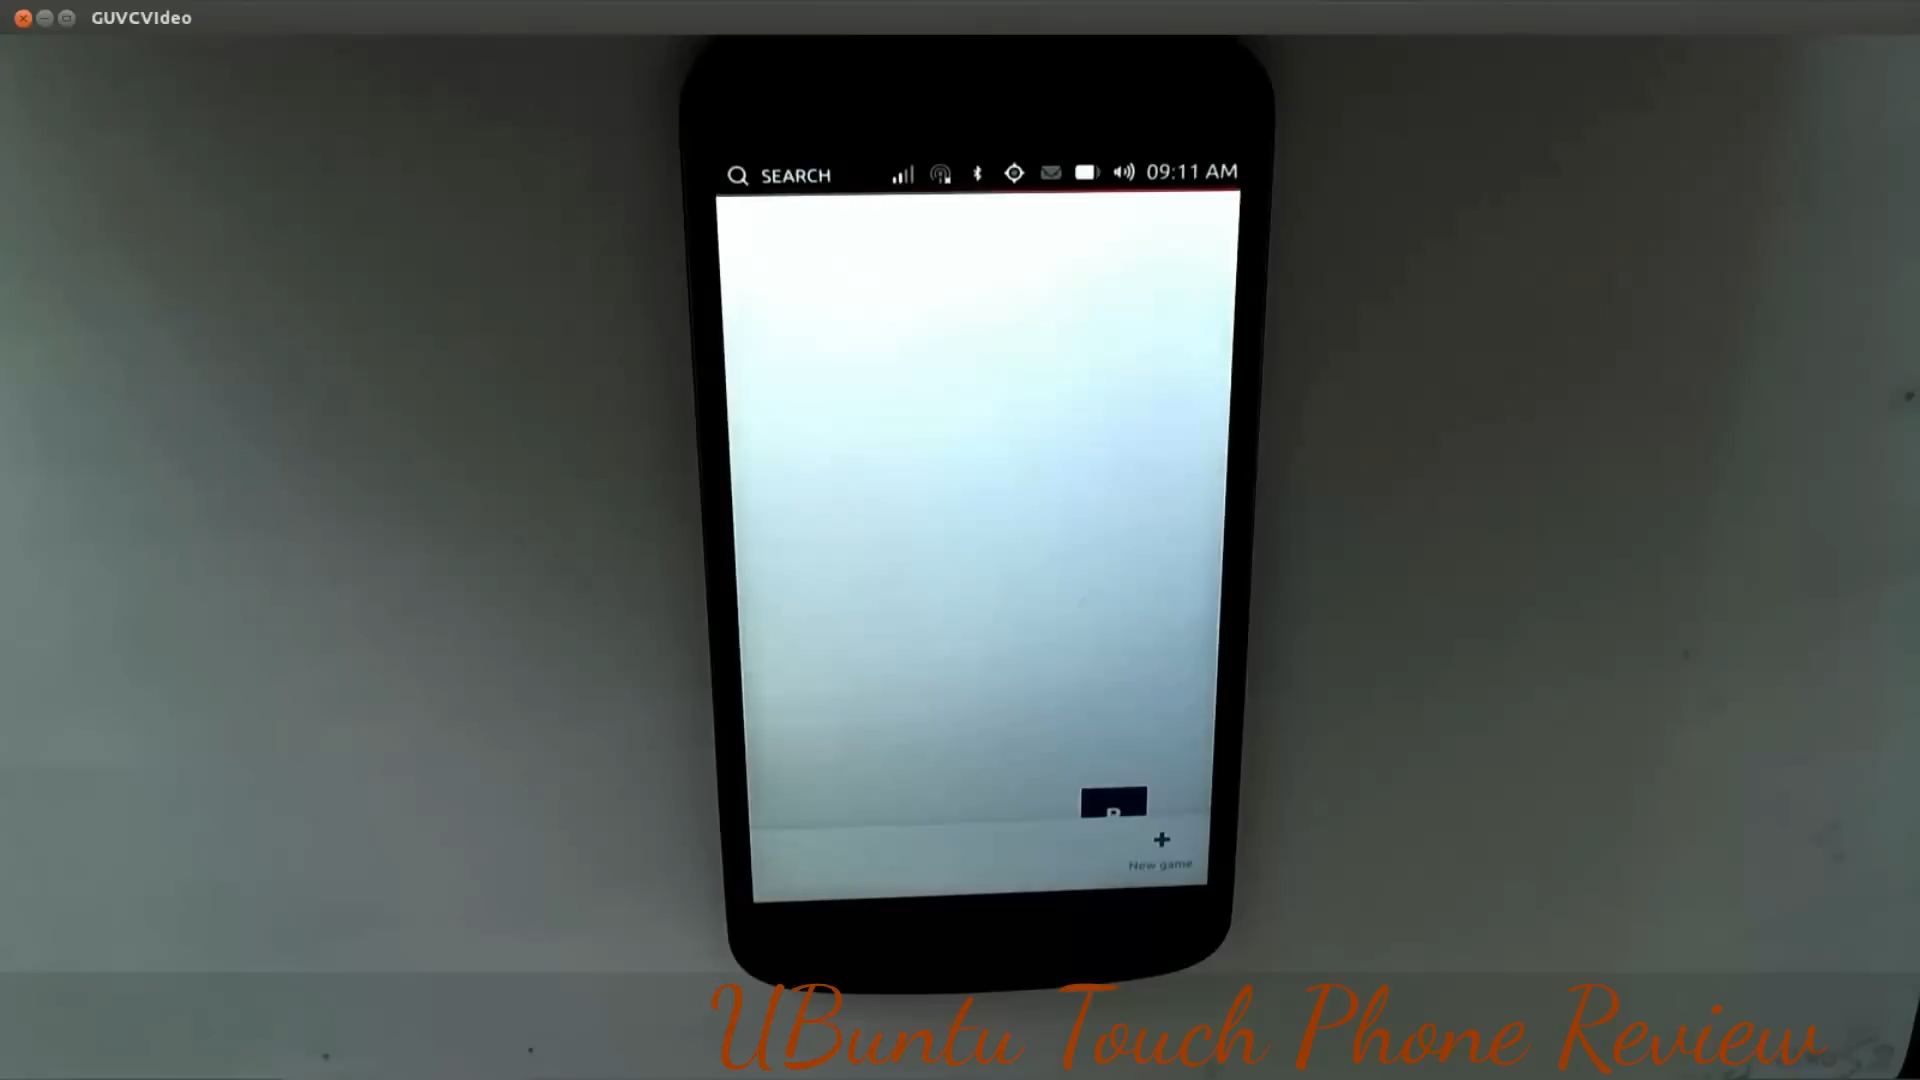 GUVCVIdeo
SEARCH 09:11 AM
B
New game
UBuntu Touch Phone Review